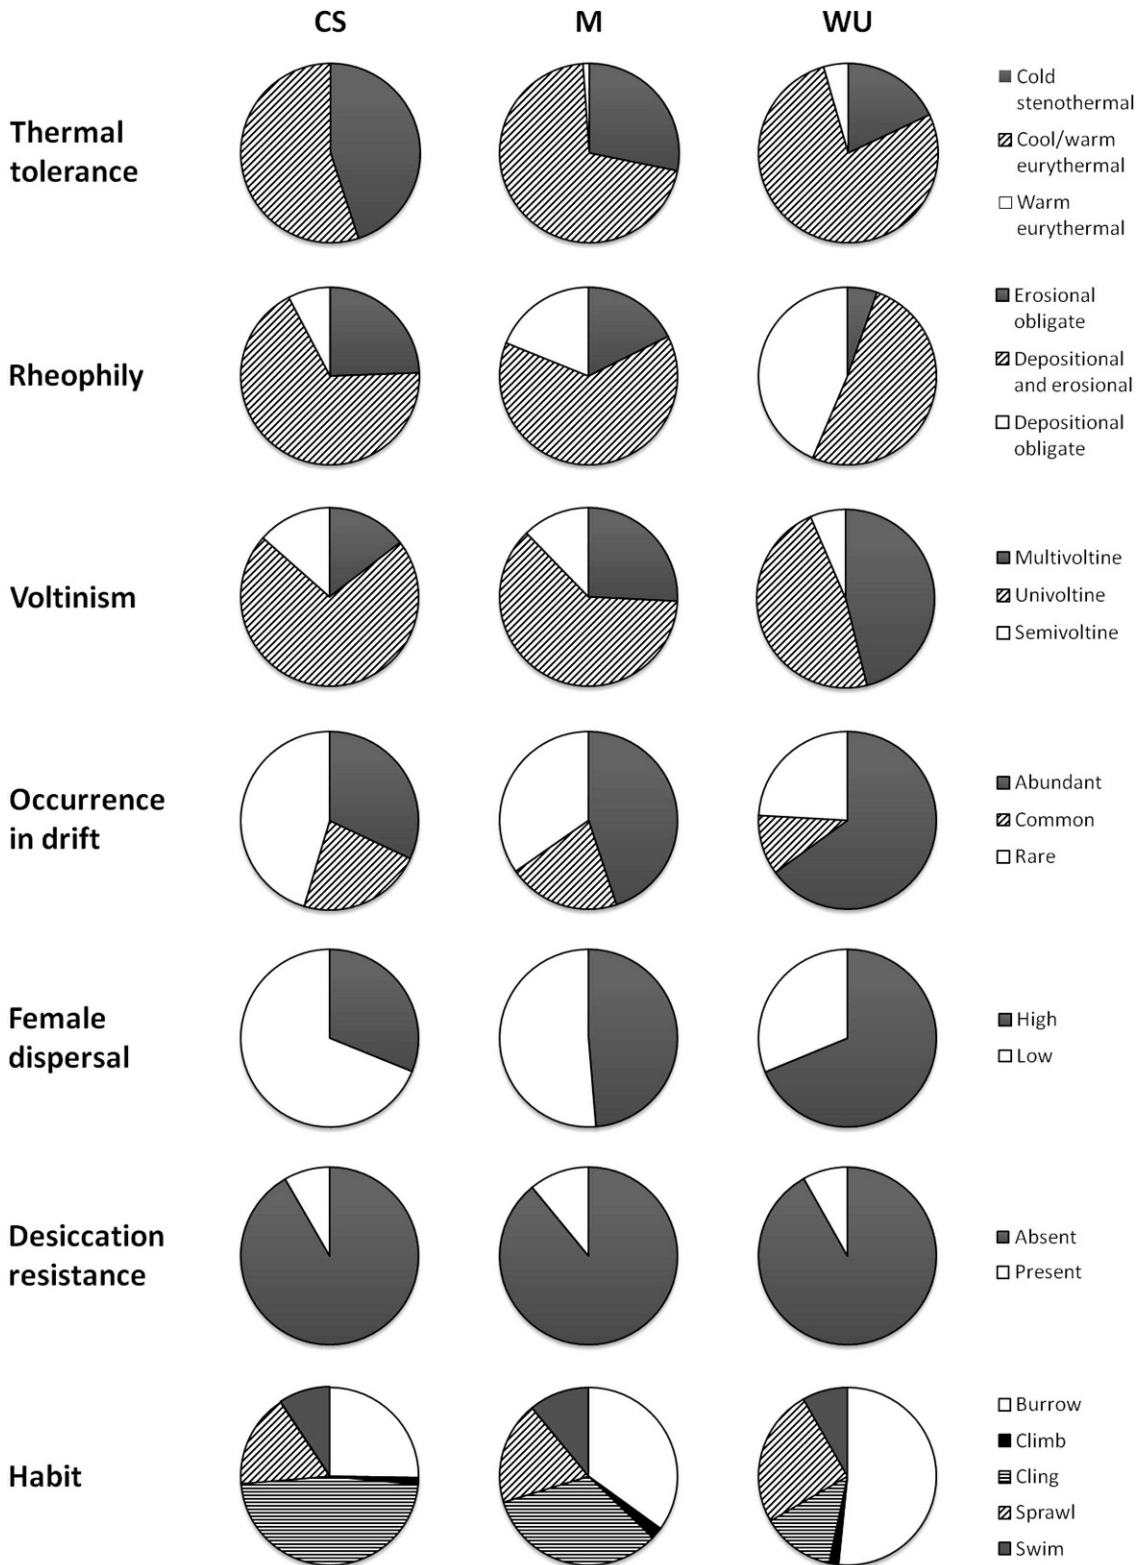 CS M WU
Thermal
tolerance
Cold
stenothermal
Cool/warm
eurythermal
Warm
eurythermal
Rheophily
Erosional
obligate
Depositional
and erosional
Depositional
obligate
Voltinism
Multivoltine
Univoltine
Semivoltine
Occurrence
in drift
Abundant
Common
Rare
Female
dispersal
High
Low
Desiccation
resistance
Absent
Present
Habit
Burrow
Climb
Cling
Sprawl
Swim